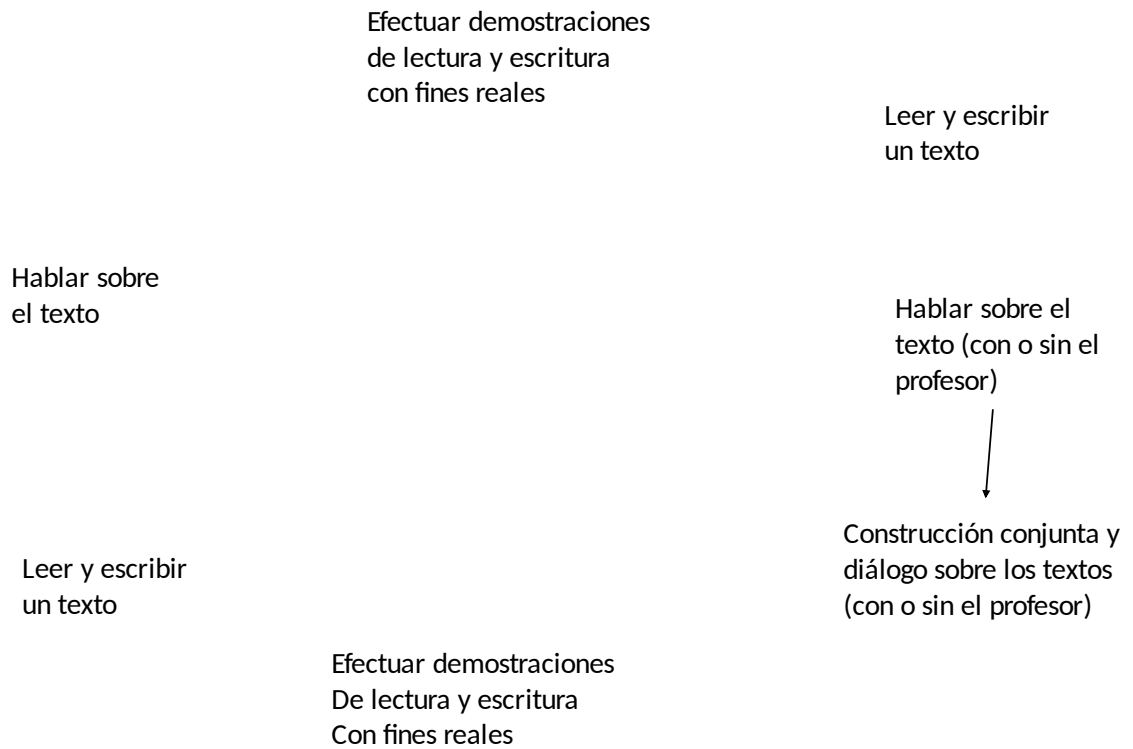 Efectuar demostraciones
de lectura y escritura
con fines reales
Leer y escribir
un texto
Hablar sobre
el texto
Hablar sobre el
texto (con o sin el
profesor)
Construcción conjunta y
diálogo sobre los textos
(con o sin el profesor)
Leer y escribir
un texto
Efectuar demostraciones
De lectura y escritura
Con fines reales